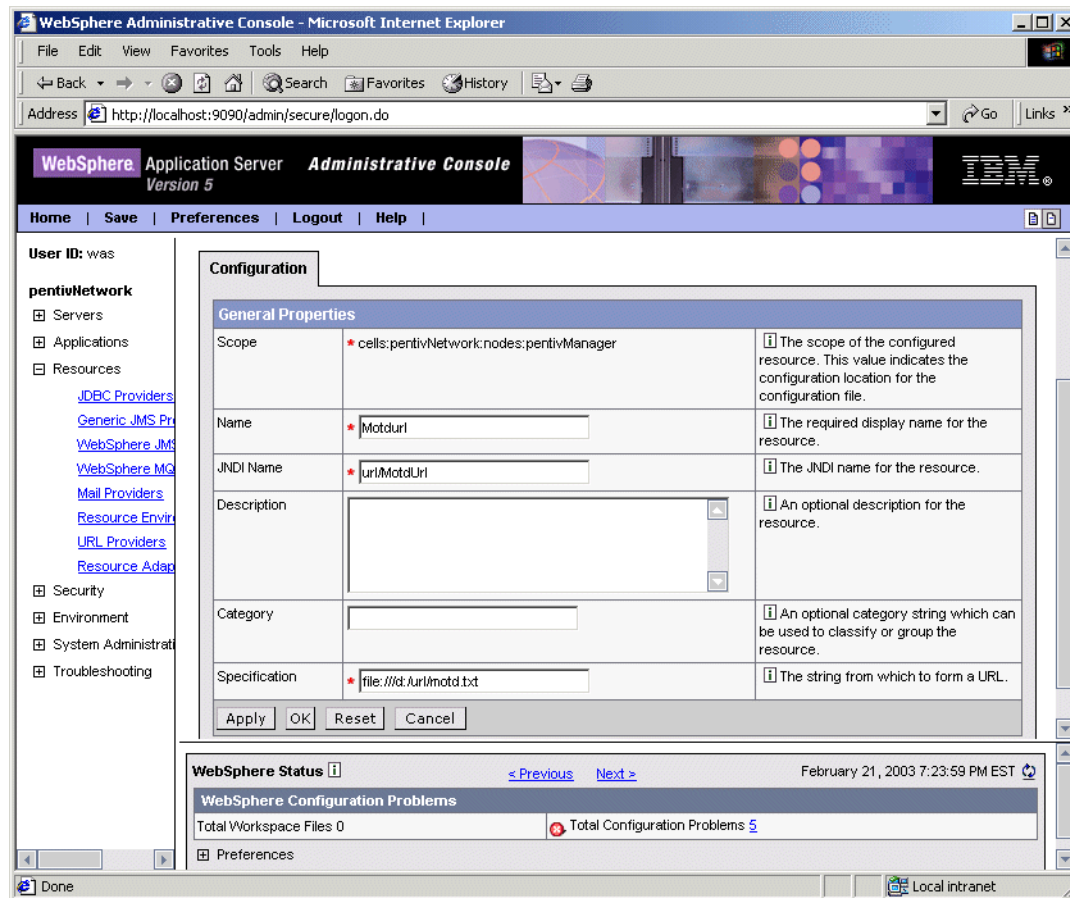 WebSphere Administrative Console - Microsoft Internet Explorer
File Edit View Favorites Tools Help
Back Search Favorites History
Address http://localhost:9090/admin/secure/logon.do Go Links »
WebSphere. Application Server Administrative Console
Version 5
IBM®
Home | Save | Preferences | Logout | Help |
User ID: was
pentivNetwork
Servers
Applications
Resources
JDBC Providers
Generic JMS Pr
WebSphere JMS
WebSphere MQ
Mail Providers
Resource Envir
URL Providers
Resource Adap
Security
Environment
System Administrati
Troubleshooting
Configuration
General Properties
Scope
* cells:pentivNetwork:nodes:pentivManager
i The scope of the configured
resource. This value indicates the
configuration location for the
configuration file.
Name
* Motdurl
i The required display name for the
resource.
JNDI Name
* url/MotdUrl
i The JNDI name for the resource.
Description
i An optional description for the
resource.
Category
i An optional category string which can
be used to classify or group the
resource.
Specification
* file:///d:/url/motd.txt
i The string from which to form a URL.
Apply OK Reset Cancel
WebSphere Status i < Previous Next > February 21, 2003 7:23:59 PM EST
WebSphere Configuration Problems
Total Workspace Files 0 Total Configuration Problems 5
Preferences
Done Local intranet